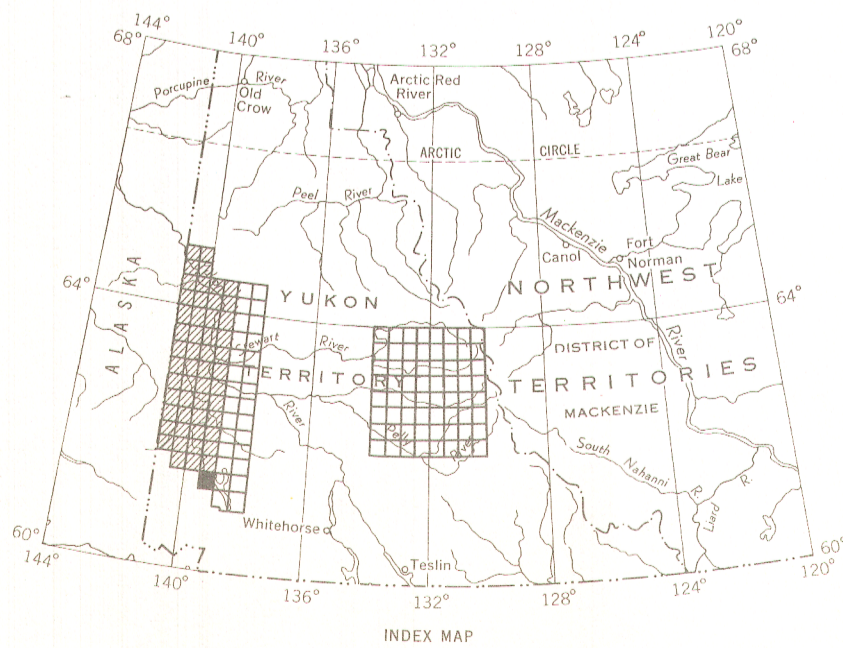 144°
140°
136°
132°
128°
124°
120°
68°
68°
Porcupine River
Old
Crow
Arctic Red
River
ARCTIC CIRCLE
Great Bear
Lake
Peel River
Mackenzie
Canol
Fort
Norman
64°
ALASKA
YUKON
NORTHWEST
64°
Stewart River
River
DISTRICT OF
TERRITORY
TERRITORIES
MACKENZIE
River
Pelly River
South Nahanni R.
Liard R.
Whitehorse
Teslin
60°
144°
140°
136°
132°
128°
124°
60°
120°
INDEX MAP